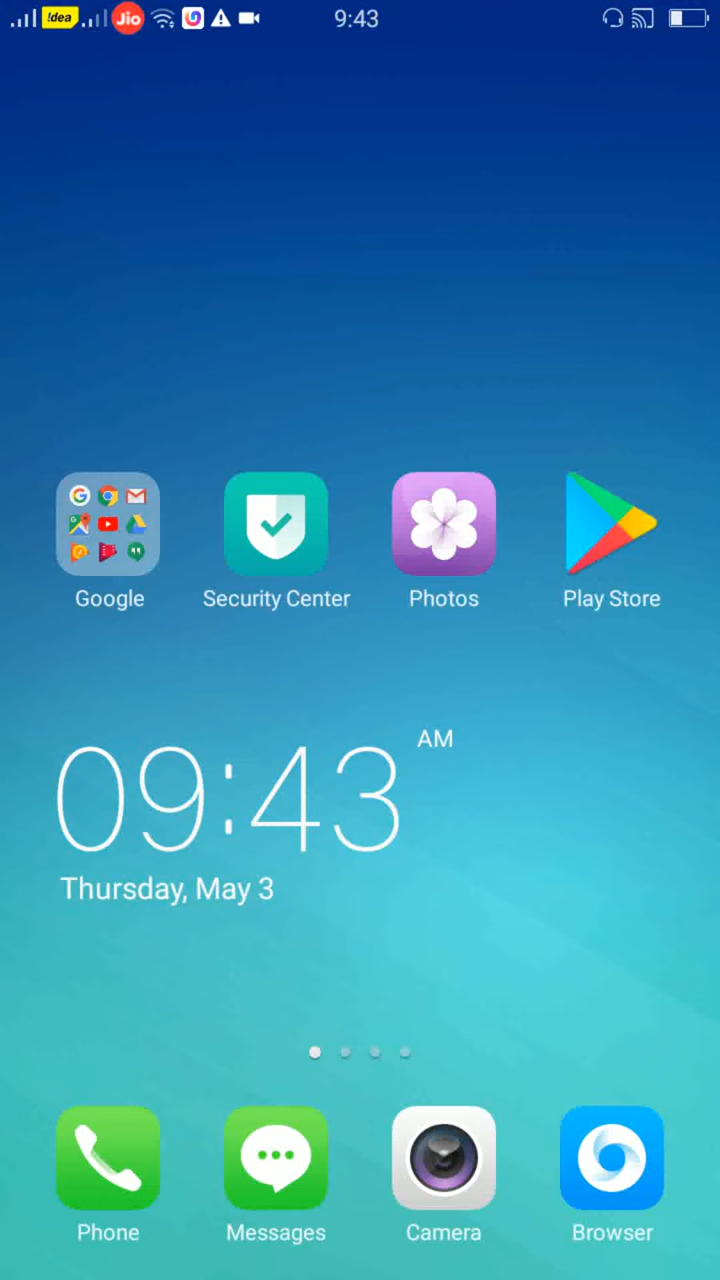 !dea Jio 9:43
Google Security Center Photos Play Store
AM
09:43
Thursday, May 3
Phone Messages Camera Browser